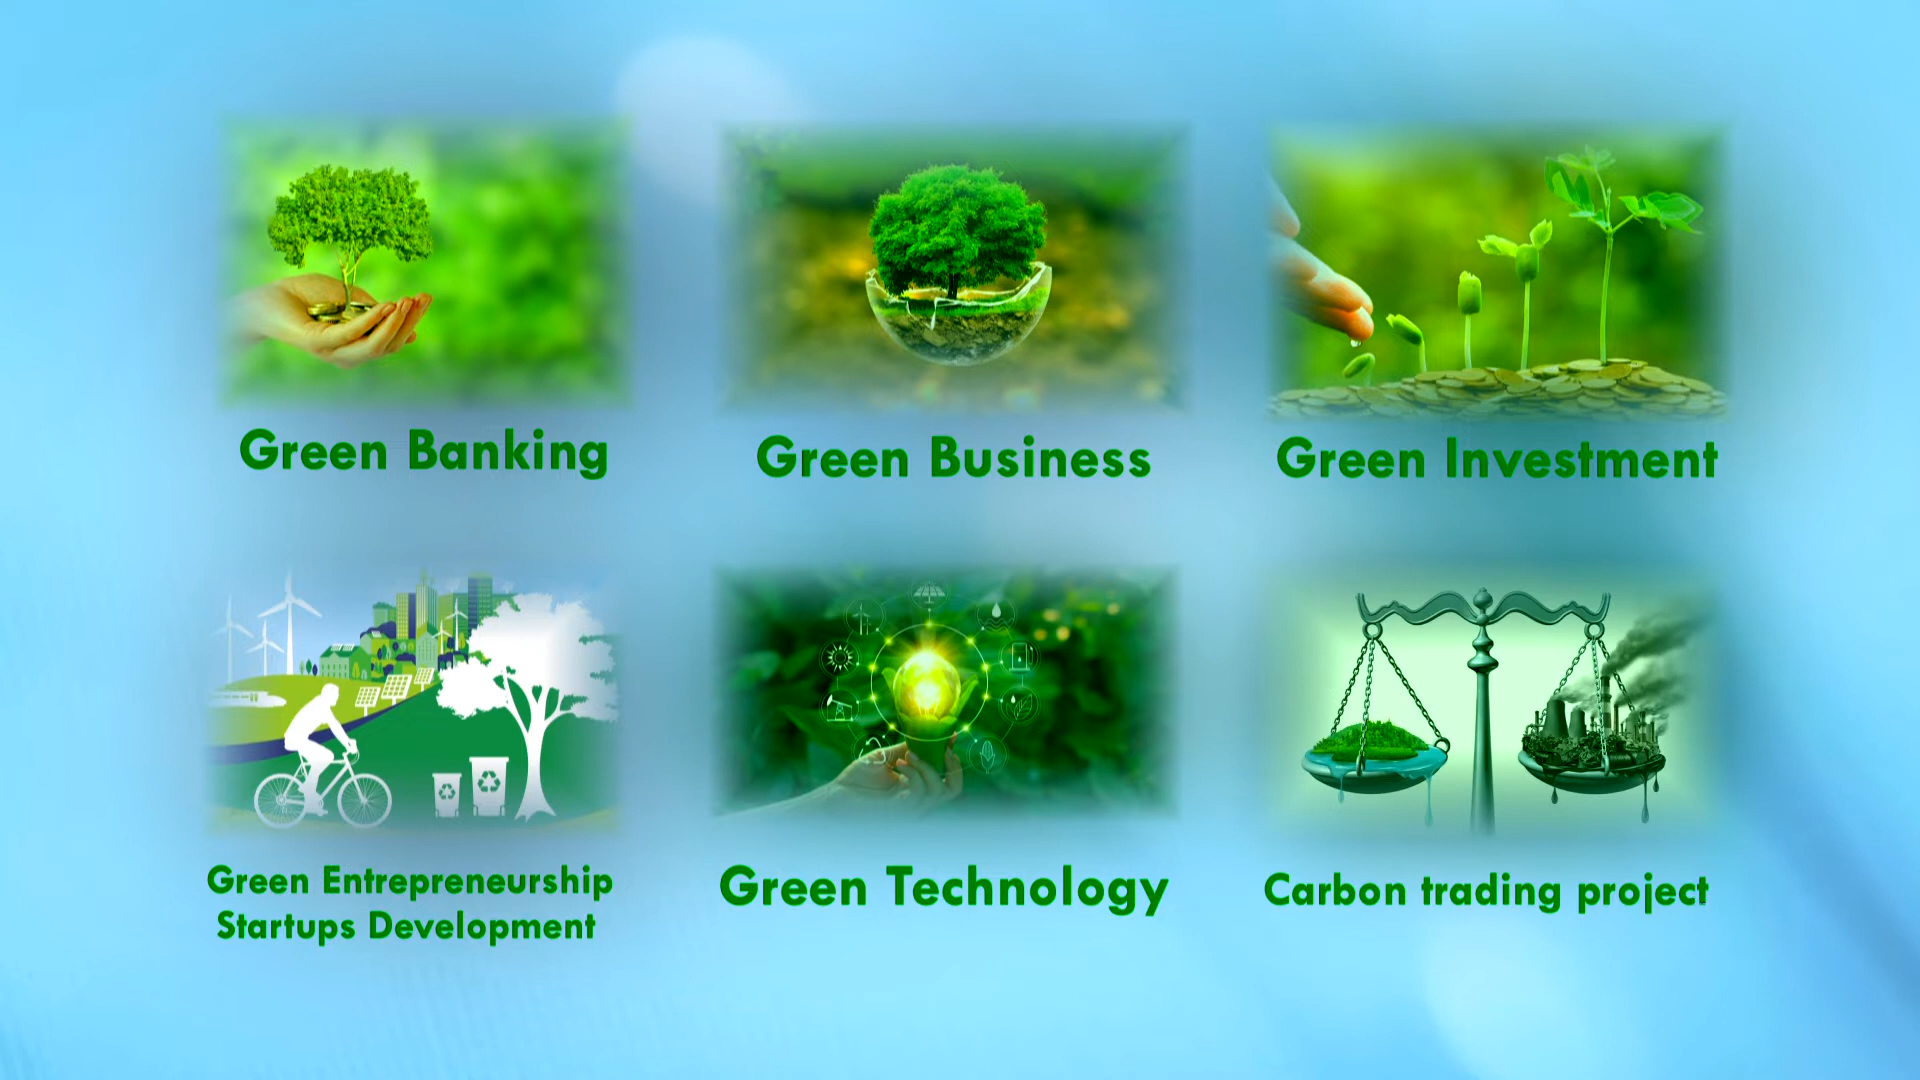 Green Banking
Green Business
Green Investment
Green Entrepreneurship
Startups Development
Green Technology
Carbon trading project